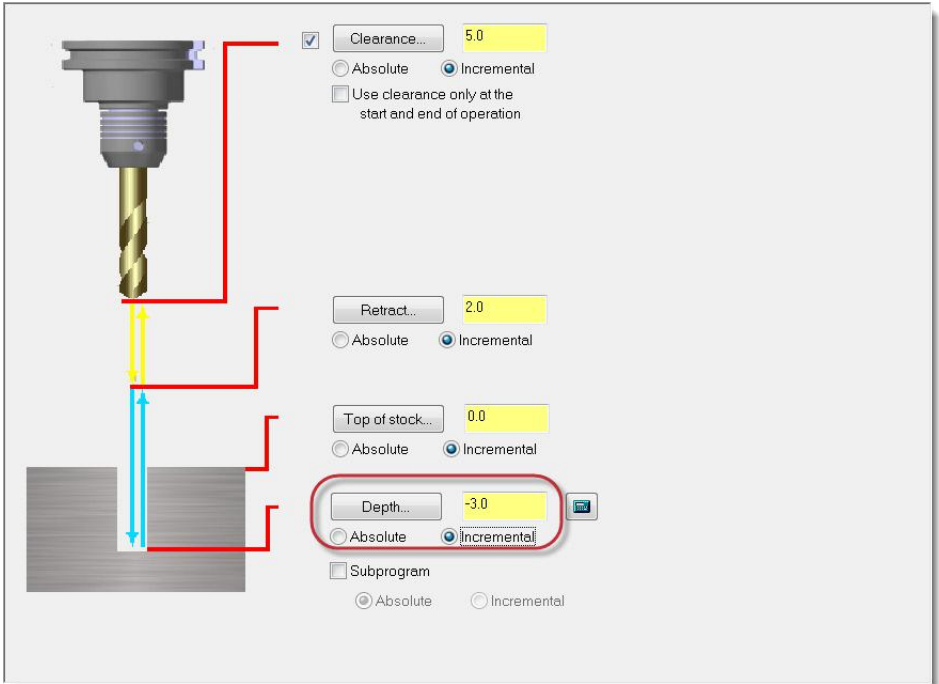 Clearance... 5.0
Absolute Incremental
Use clearance only at the
start and end of operation
Retract... 2.0
Absolute Incremental
Top of stock... 0.0
Absolute Incremental
Depth... -3.0
Absolute Incremental
Subprogram
Absolute Incremental